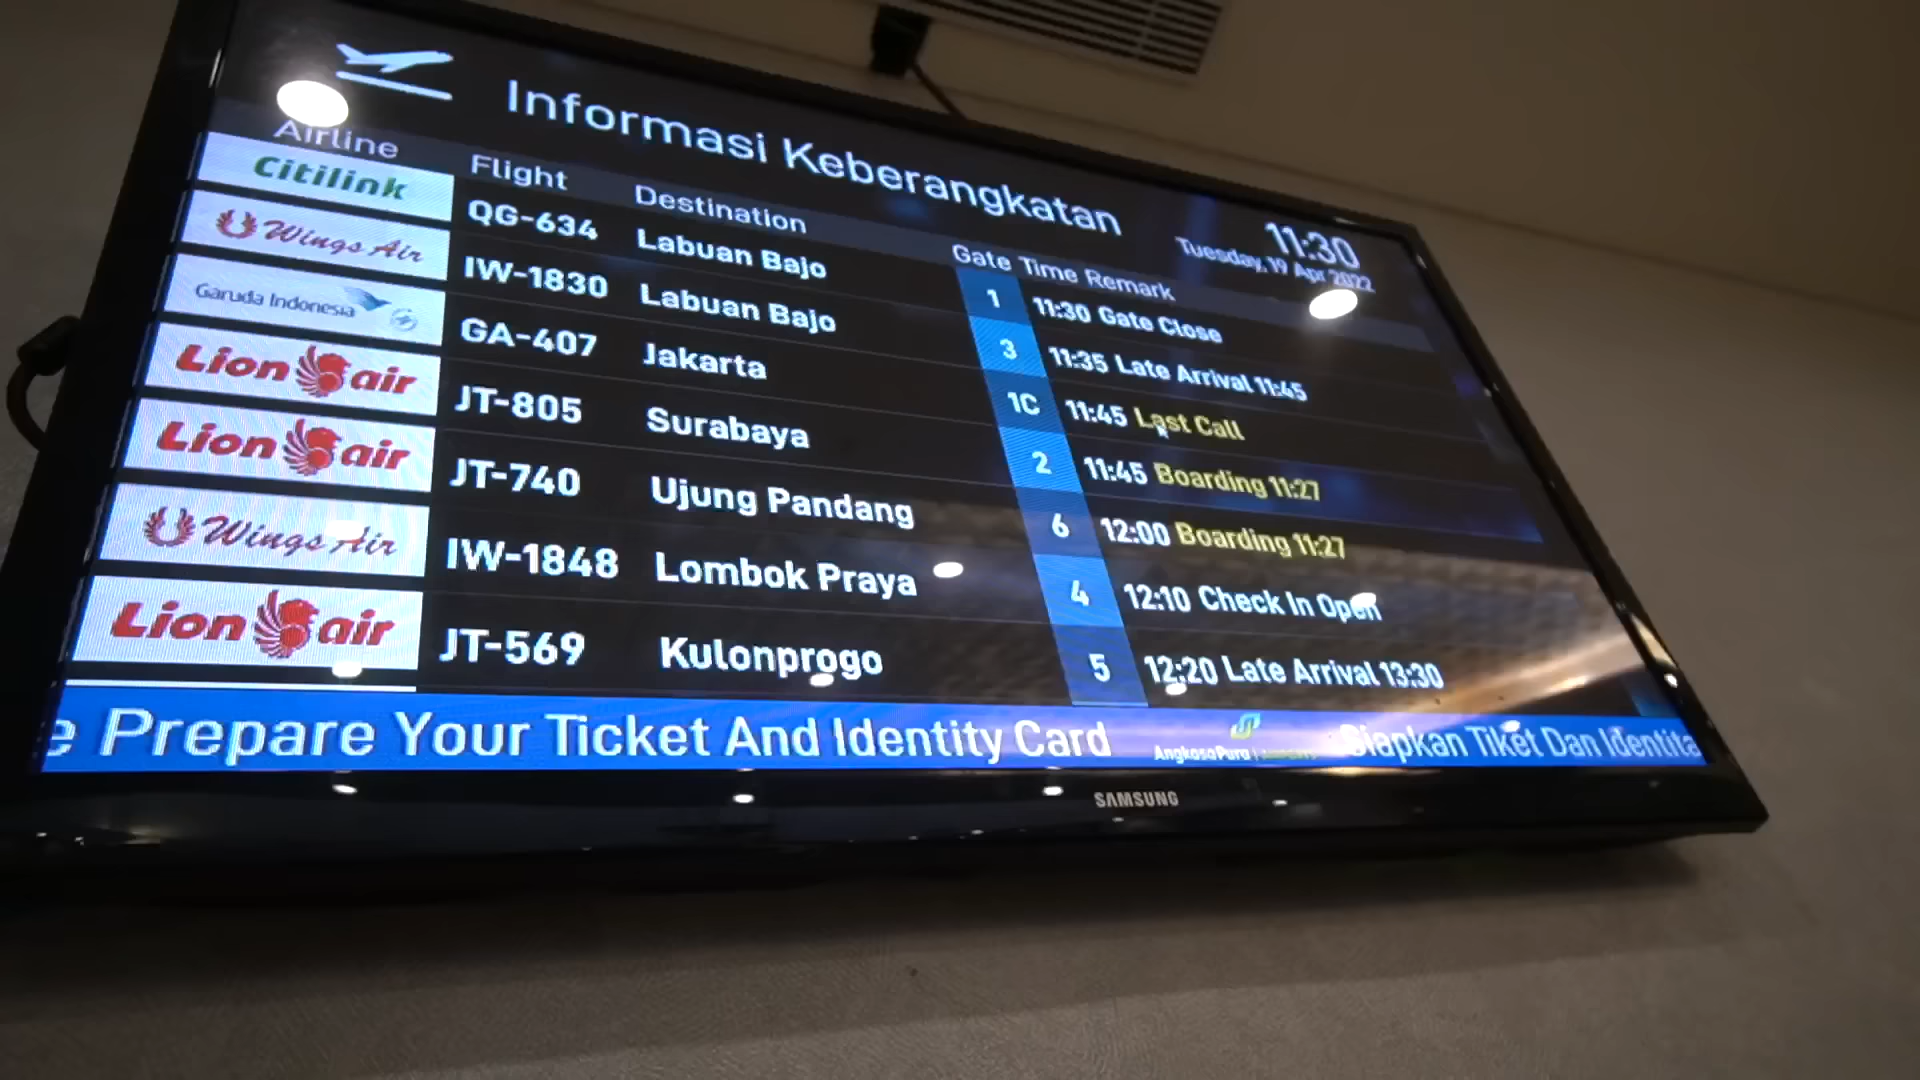 Informasi Keberangkatan
11:30
Tuesday, 19 Apr 2022
Airline Flight Destination Gate Time Remark
Citilink QG-634 Labuan Bajo 1 11:30 Gate Close
Wings Air IW-1830 Labuan Bajo 3 11:35 Late Arrival 11:45
Garuda Indonesia GA-407 Jakarta 1C 11:45 Last Call
Lion air JT-805 Surabaya 2 11:45 Boarding 11:27
Lion air JT-740 Ujung Pandang 6 12:00 Boarding 11:27
Wings Air IW-1848 Lombok Praya 4 12:10 Check In Open
Lion air JT-569 Kulonprogo 5 12:20 Late Arrival 13:30
e Prepare Your Ticket And Identity Card Angkasa Pura Siapkan Tiket Dan Identita
SAMSUNG